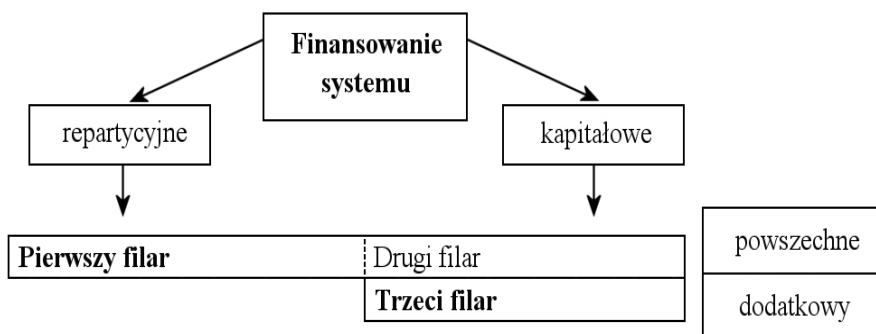 Finansowanie
systemu
repartycyjne
kapitałowe
Pierwszy filar
Drugi filar
powszechne
Trzeci filar
dodatkowy